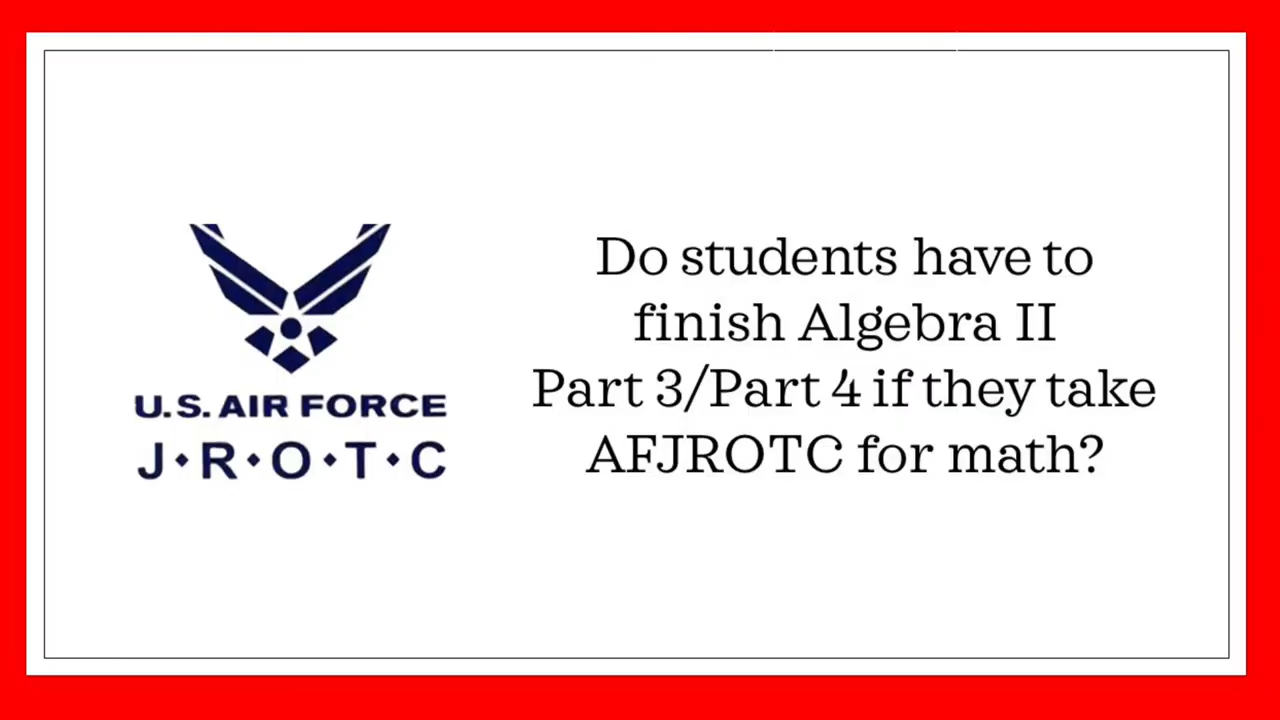 U.S. AIR FORCE
J·R·O·T·C
Do students have to
finish Algebra II
Part 3/Part 4 if they take
AFJROTC for math?